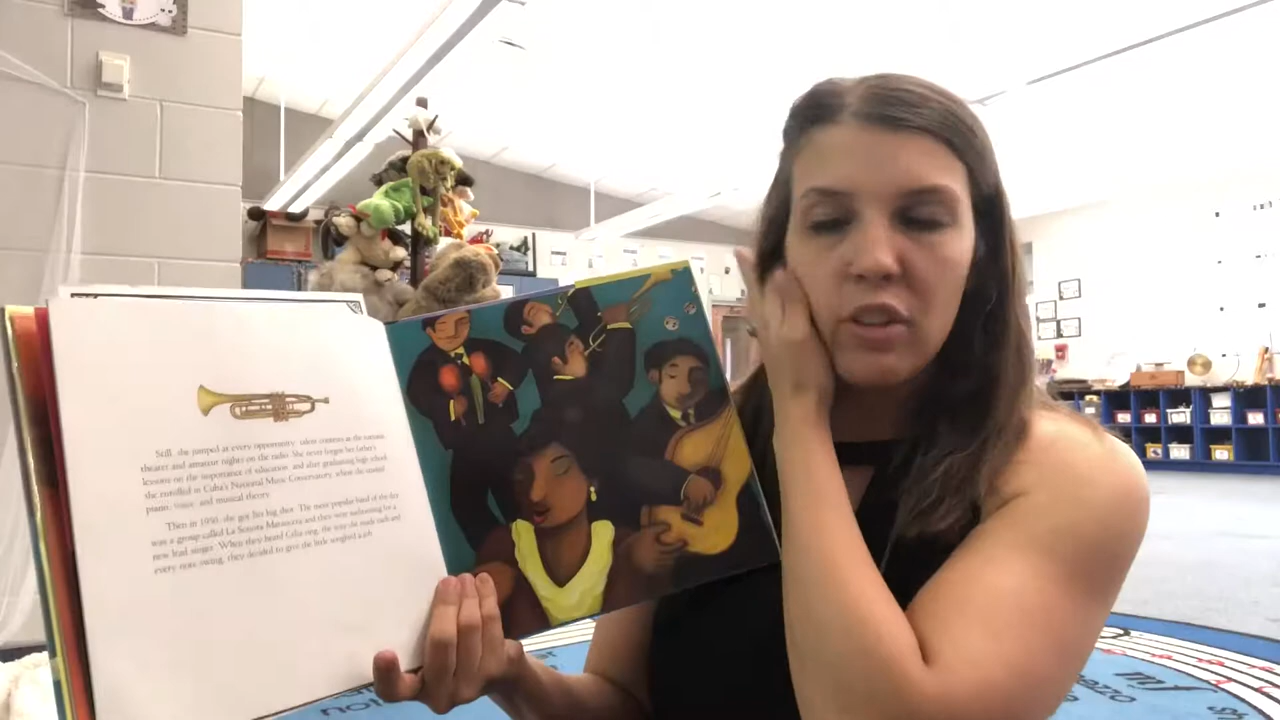 Still, she jumped at every opportunity: talent contests at the national
theater and amateur nights on the radio. She never forgot her father's
lessons on the importance of education, and after graduating high school
she enrolled in Cuba's National Music Conservatory, where she studied
piano, voice, and musical theory.
Then in 1950, she got her big shot. The most popular band of the day
was a group called La Sonora Matancera and they were auditioning for a
new lead singer. When they heard Celia sing, the way she made each and
every note swing, they decided to give the little songbird a job.
not
mezzo
mf